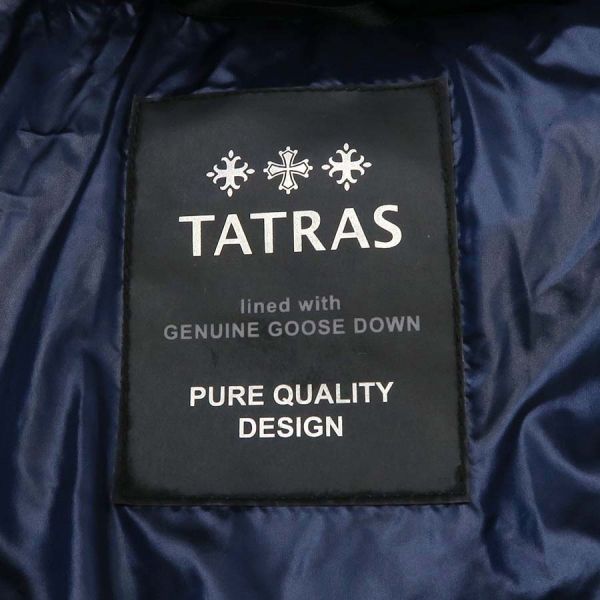 TATRAS
lined with
GENUINE GOOSE DOWN
PURE QUALITY
DESIGN